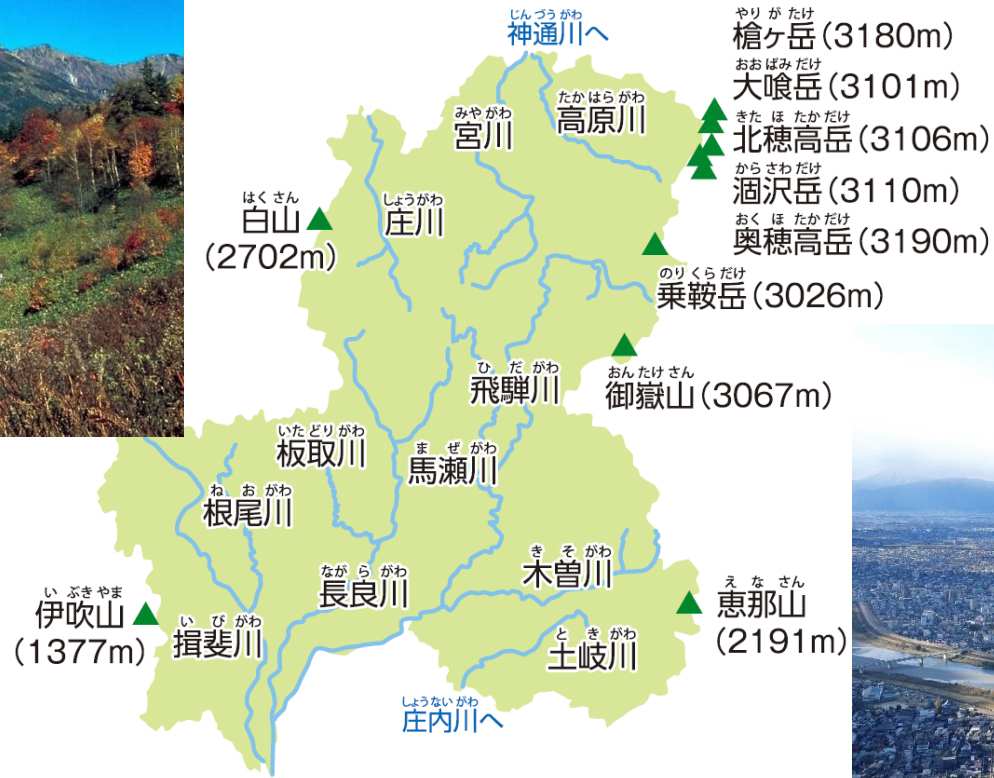 じんづうがわ
神通川へ
やりがたけ
槍ヶ岳(3180m)
おおばみだけ
大喰岳(3101m)
きたほたかだけ
北穂高岳(3106m)
からさわだけ
涸沢岳(3110m)
おくほたかだけ
奥穂高岳(3190m)
みやがわ
宮川
たかはらがわ
高原川
はくさん
白山
(2702m)
しょうがわ
庄川
のりくらだけ
乗鞍岳(3026m)
おんたけさん
御嶽山(3067m)
ひだがわ
飛騨川
いたどりがわ
板取川
まぜがわ
馬瀬川
ねおがわ
根尾川
ながらがわ
長良川
きそがわ
木曽川
いぶきやま
伊吹山
(1377m)
いびがわ
揖斐川
えなさん
恵那山
(2191m)
ときがわ
土岐川
しょうないがわ
庄内川へ